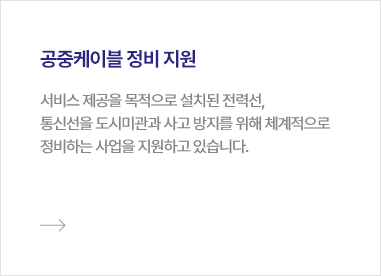 공중케이블 정비 지원
서비스 제공을 목적으로 설치된 전력선,
통신선을 도시미관과 사고 방지를 위해 체계적으로
정비하는 사업을 지원하고 있습니다.